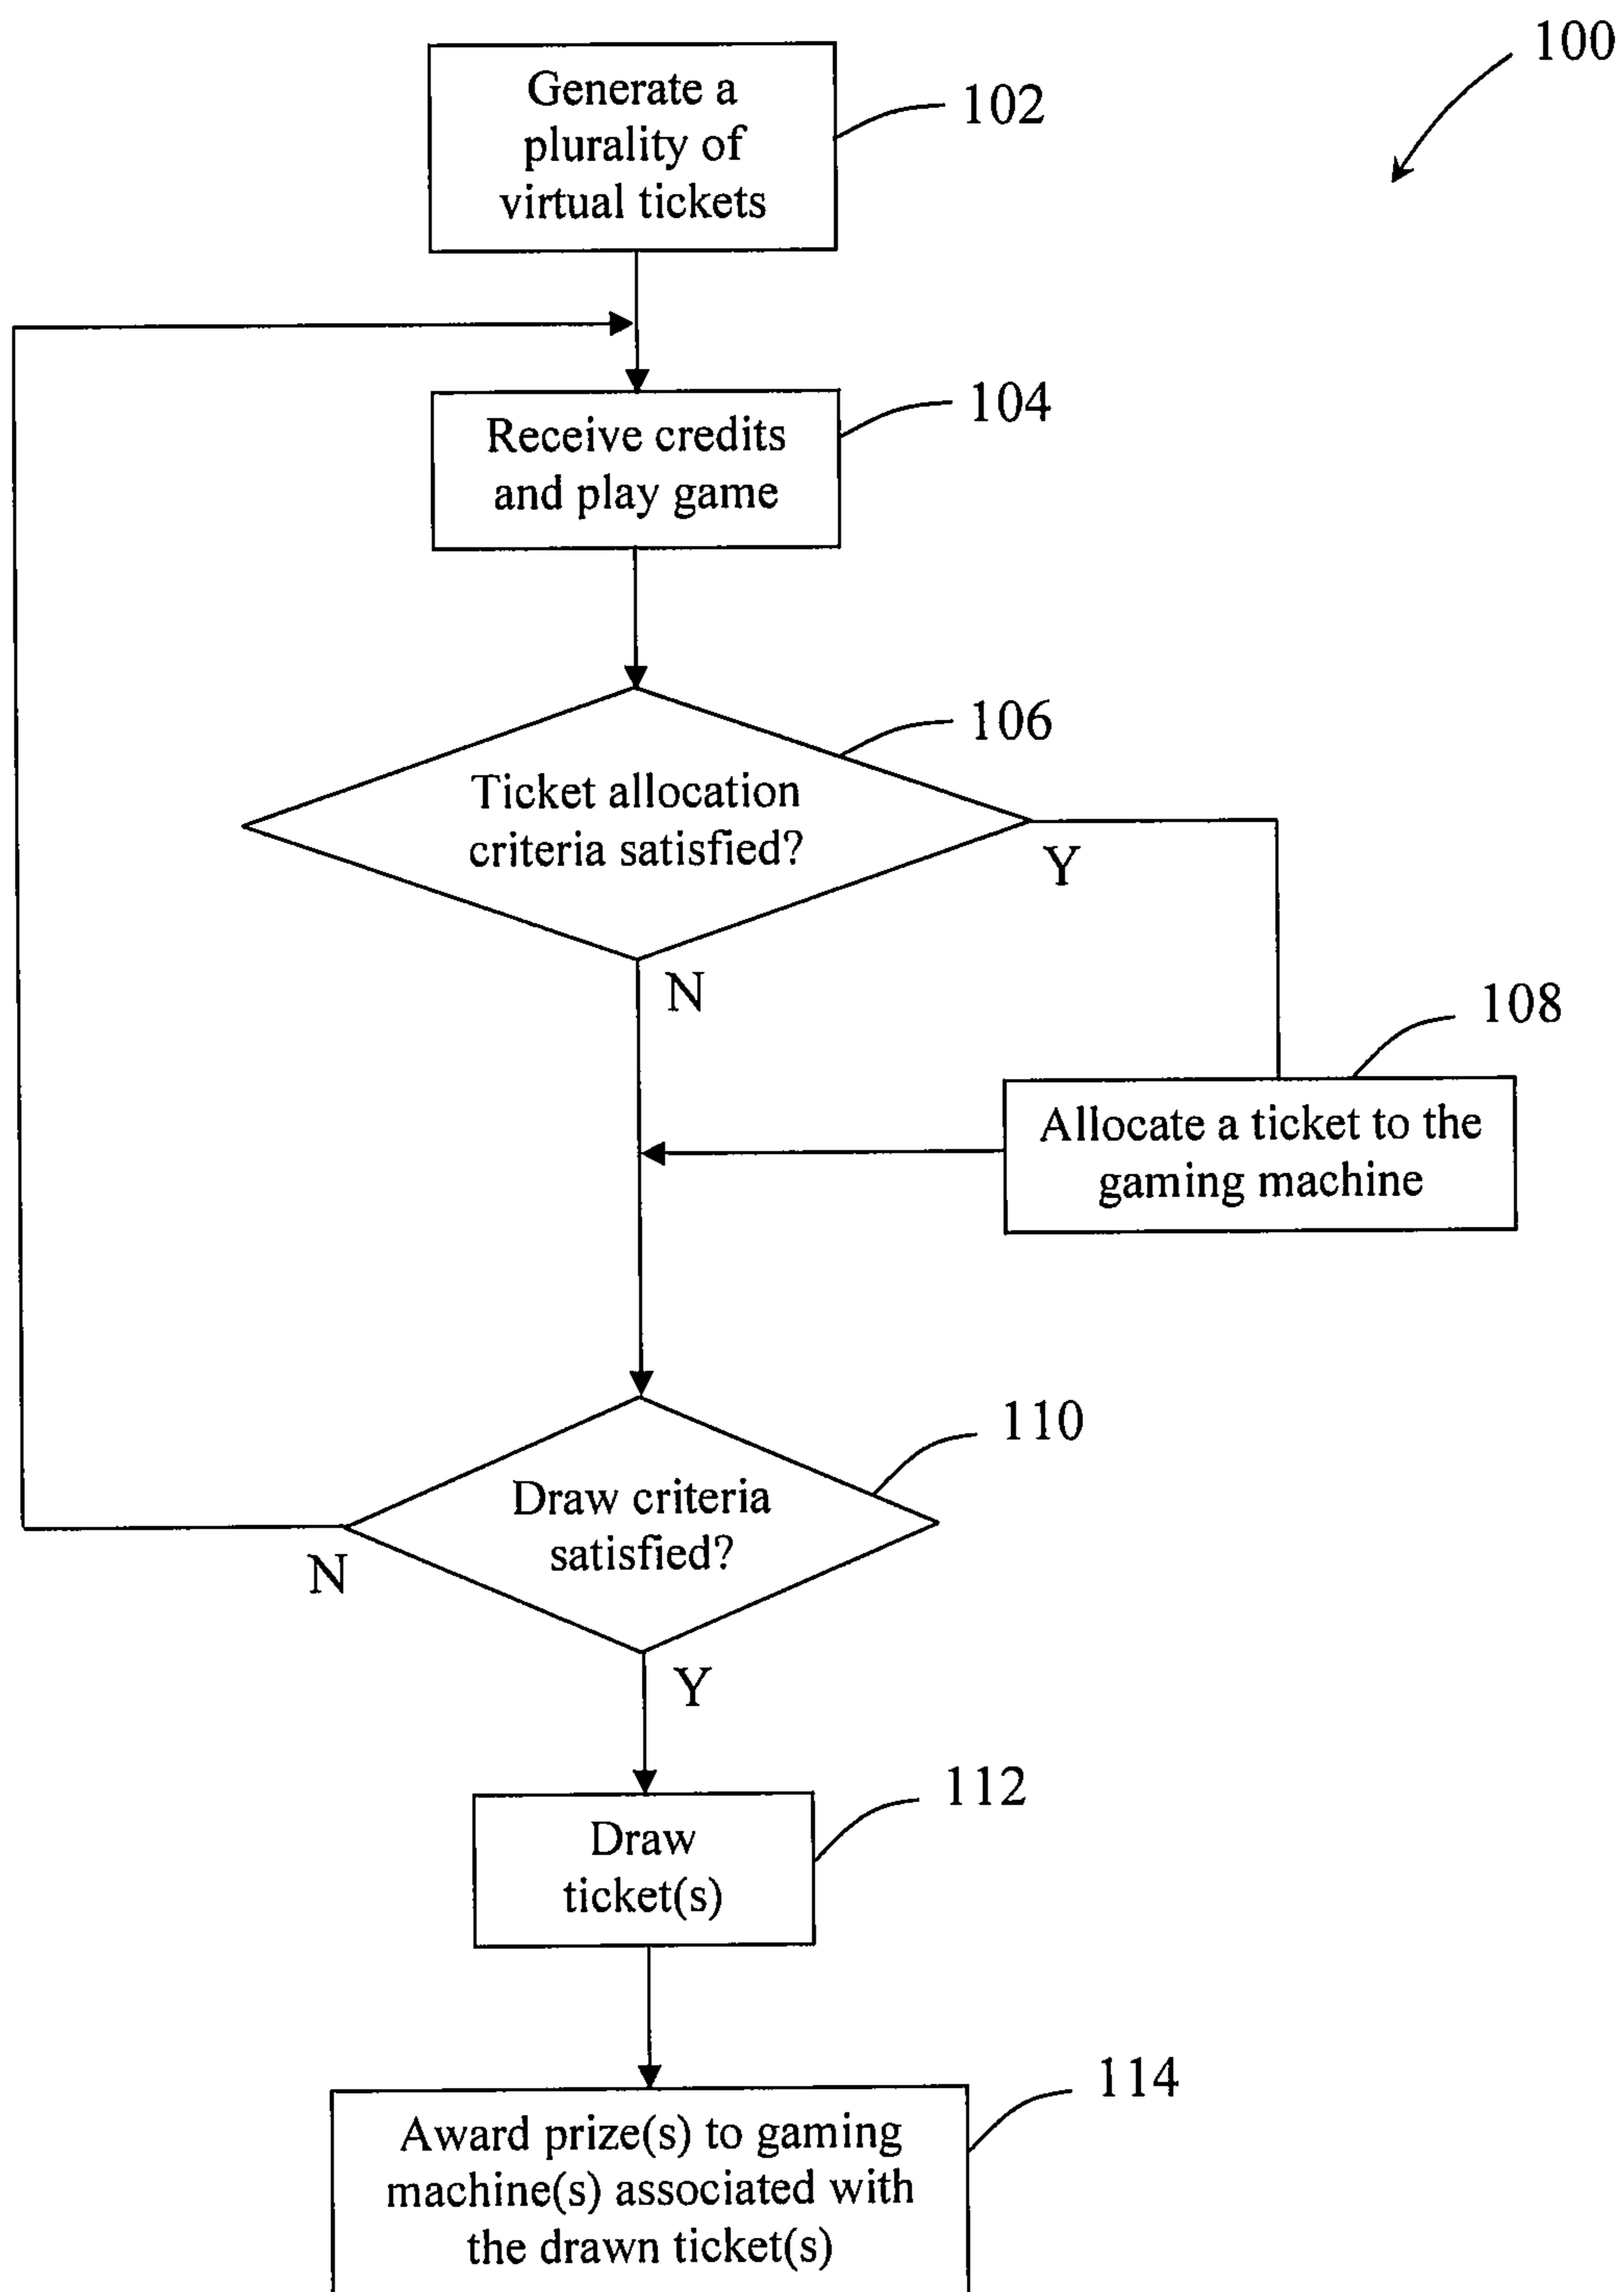 100
Generate a
plurality of
virtual tickets
102
Receive credits
and play game
104
106
Ticket allocation
criteria satisfied?
Y
N
108
Allocate a ticket to the
gaming machine
110
Draw criteria
satisfied?
N
Y
112
Draw
ticket(s)
114
Award prize(s) to gaming
machine(s) associated with
the drawn ticket(s)